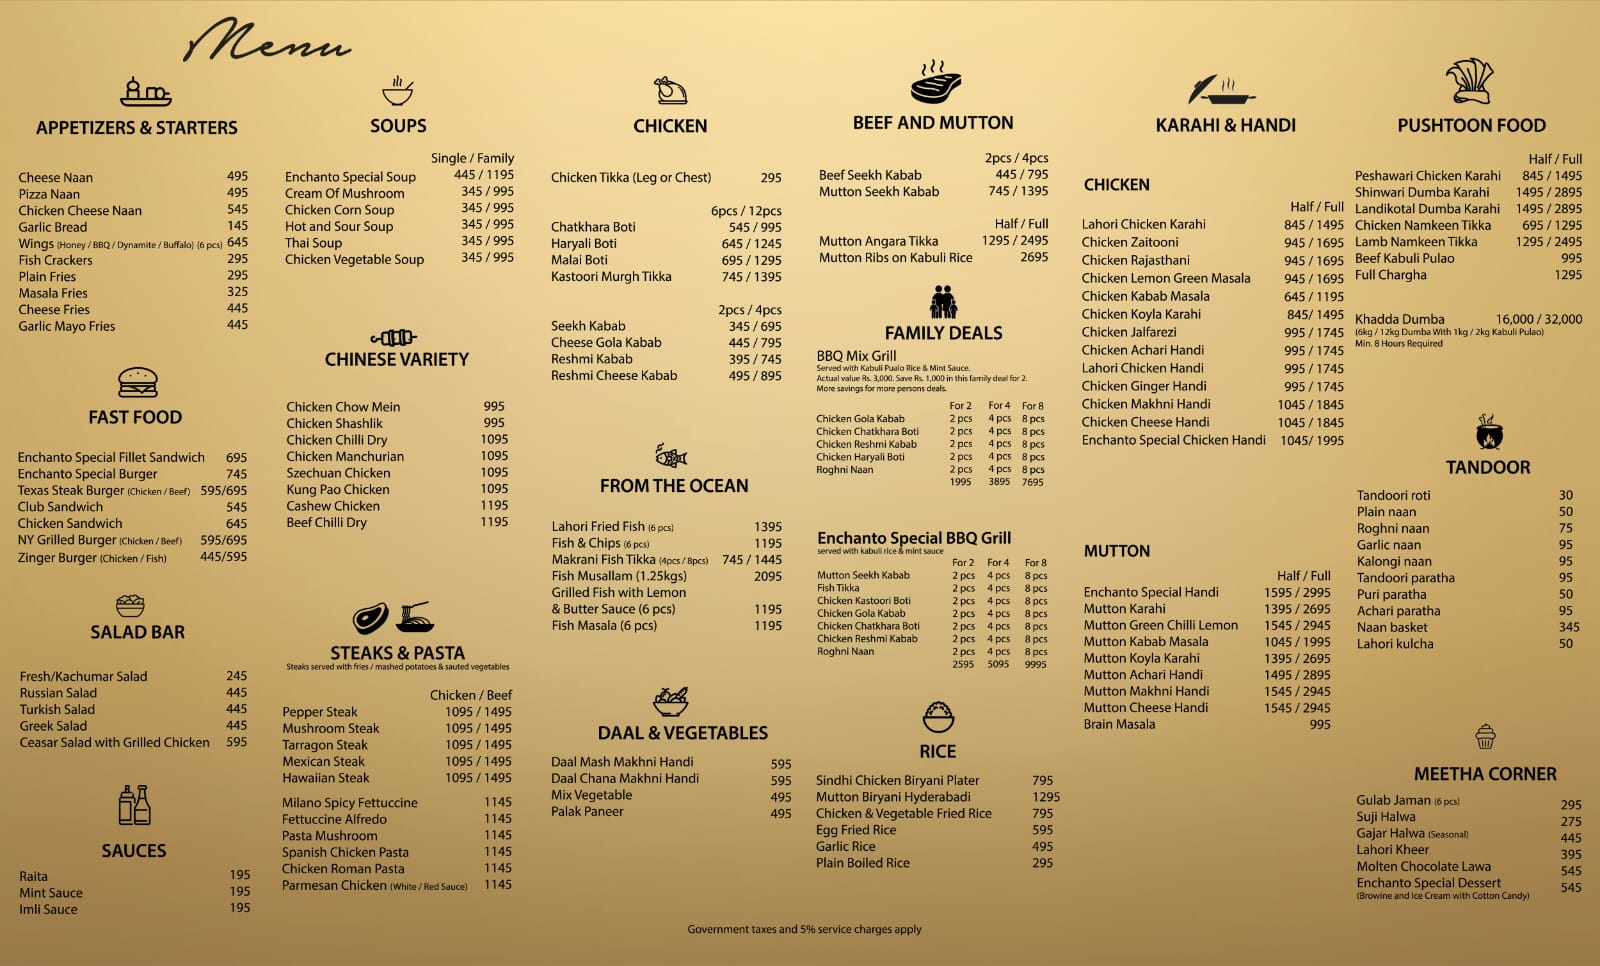 Menu
APPETIZERS & STARTERS
Cheese Naan 495
Pizza Naan 495
Chicken Cheese Naan 545
Garlic Bread 145
Wings (Honey / BBQ / Dynamite / Buffalo) (6 pcs) 645
Fish Crackers 295
Plain Fries 295
Masala Fries 325
Cheese Fries 445
Garlic Mayo Fries 445
FAST FOOD
Enchanto Special Fillet Sandwich 695
Enchanto Special Burger 745
Texas Steak Burger (Chicken / Beef) 595/695
Club Sandwich 545
Chicken Sandwich 645
NY Grilled Burger (Chicken / Beef) 595/695
Zinger Burger (Chicken / Fish) 445/595
SALAD BAR
Fresh/Kachumar Salad 245
Russian Salad 445
Turkish Salad 445
Greek Salad 445
Ceasar Salad with Grilled Chicken 595
SAUCES
Raita 195
Mint Sauce 195
Imli Sauce 195
SOUPS
Single / Family
Enchanto Special Soup 445 / 1195
Cream Of Mushroom 345 / 995
Chicken Corn Soup 345 / 995
Hot and Sour Soup 345 / 995
Thai Soup 345 / 995
Chicken Vegetable Soup 345 / 995
CHINESE VARIETY
Chicken Chow Mein 995
Chicken Shashlik 995
Chicken Chilli Dry 1095
Chicken Manchurian 1095
Szechuan Chicken 1095
Kung Pao Chicken 1095
Cashew Chicken 1195
Beef Chilli Dry 1195
STEAKS & PASTA
Steaks served with fries / mashed potatoes & sauted vegetables
Chicken / Beef
Pepper Steak 1095 / 1495
Mushroom Steak 1095 / 1495
Tarragon Steak 1095 / 1495
Mexican Steak 1095 / 1495
Hawaiian Steak 1095 / 1495
Milano Spicy Fettuccine 1145
Fettuccine Alfredo 1145
Pasta Mushroom 1145
Spanish Chicken Pasta 1145
Chicken Roman Pasta 1145
Parmesan Chicken (White / Red Sauce) 1145
CHICKEN
Chicken Tikka (Leg or Chest) 295
6pcs / 12pcs
Chatkhara Boti 545 / 995
Haryali Boti 645 / 1245
Malai Boti 695 / 1295
Kastoori Murgh Tikka 745 / 1395
2pcs / 4pcs
Seekh Kabab 345 / 695
Cheese Gola Kabab 445 / 795
Reshmi Kabab 395 / 745
Reshmi Cheese Kabab 495 / 895
FROM THE OCEAN
Lahori Fried Fish (6 pcs) 1395
Fish & Chips (6 pcs) 1195
Makrani Fish Tikka (4pcs / 8pcs) 745 / 1445
Fish Musallam (1.25kgs) 2095
Grilled Fish with Lemon
& Butter Sauce (6 pcs) 1195
Fish Masala (6 pcs) 1195
DAAL & VEGETABLES
Daal Mash Makhni Handi 595
Daal Chana Makhni Handi 595
Mix Vegetable 495
Palak Paneer 495
BEEF AND MUTTON
2pcs / 4pcs
Beef Seekh Kabab 445 / 795
Mutton Seekh Kabab 745 / 1395
Half / Full
Mutton Angara Tikka 1295 / 2495
Mutton Ribs on Kabuli Rice 2695
FAMILY DEALS
BBQ Mix Grill
Served with Kabuli Pualo Rice & Mint Sauce.
Actual value Rs. 3,000. Save Rs. 1,000 in this family deal for 2.
More savings for more persons deals.
For 2 For 4 For 8
Chicken Gola Kabab 2 pcs 4 pcs 8 pcs
Chicken Chatkhara Boti 2 pcs 4 pcs 8 pcs
Chicken Reshmi Kabab 2 pcs 4 pcs 8 pcs
Chicken Haryali Boti 2 pcs 4 pcs 8 pcs
Roghni Naan 2 pcs 4 pcs 8 pcs
1995 3895 7695
Enchanto Special BBQ Grill
served with kabuli rice & mint sauce
For 2 For 4 For 8
Mutton Seekh Kabab 2 pcs 4 pcs 8 pcs
Fish Tikka 2 pcs 4 pcs 8 pcs
Chicken Kastoori Boti 2 pcs 4 pcs 8 pcs
Chicken Gola Kabab 2 pcs 4 pcs 8 pcs
Chicken Chatkhara Boti 2 pcs 4 pcs 8 pcs
Chicken Reshmi Kabab 2 pcs 4 pcs 8 pcs
Roghni Naan 2 pcs 4 pcs 8 pcs
2595 5095 9995
RICE
Sindhi Chicken Biryani Plater 795
Mutton Biryani Hyderabadi 1295
Chicken & Vegetable Fried Rice 795
Egg Fried Rice 595
Garlic Rice 495
Plain Boiled Rice 295
KARAHI & HANDI
CHICKEN
Half / Full
Lahori Chicken Karahi 845 / 1495
Chicken Zaitooni 945 / 1695
Chicken Rajasthani 945 / 1695
Chicken Lemon Green Masala 945 / 1695
Chicken Kabab Masala 645 / 1195
Chicken Koyla Karahi 845/ 1495
Chicken Jalfarezi 995 / 1745
Chicken Achari Handi 995 / 1745
Lahori Chicken Handi 995 / 1745
Chicken Ginger Handi 995 / 1745
Chicken Makhni Handi 1045 / 1845
Chicken Cheese Handi 1045 / 1845
Enchanto Special Chicken Handi 1045/ 1995
MUTTON
Half / Full
Enchanto Special Handi 1595 / 2995
Mutton Karahi 1395 / 2695
Mutton Green Chilli Lemon 1545 / 2945
Mutton Kabab Masala 1045 / 1995
Mutton Koyla Karahi 1395 / 2695
Mutton Achari Handi 1495 / 2895
Mutton Makhni Handi 1545 / 2945
Mutton Cheese Handi 1545 / 2945
Brain Masala 995
PUSHTOON FOOD
Half / Full
Peshawari Chicken Karahi 845 / 1495
Shinwari Dumba Karahi 1495 / 2895
Landikotal Dumba Karahi 1495 / 2895
Chicken Namkeen Tikka 695 / 1295
Lamb Namkeen Tikka 1295 / 2495
Beef Kabuli Pulao 995
Full Chargha 1295
Khadda Dumba 16,000 / 32,000
(6kg / 12kg Dumba With 1kg / 2kg Kabuli Pulao)
Min. 8 Hours Required
TANDOOR
Tandoori roti 30
Plain naan 50
Roghni naan 75
Garlic naan 95
Kalongi naan 95
Tandoori paratha 95
Puri paratha 50
Achari paratha 95
Naan basket 345
Lahori kulcha 50
MEETHA CORNER
Gulab Jaman (6 pcs) 295
Suji Halwa 275
Gajar Halwa (Seasonal) 445
Lahori Kheer 395
Molten Chocolate Lawa 545
Enchanto Special Dessert 545
(Browine and Ice Cream with Cotton Candy)
Government taxes and 5% service charges apply